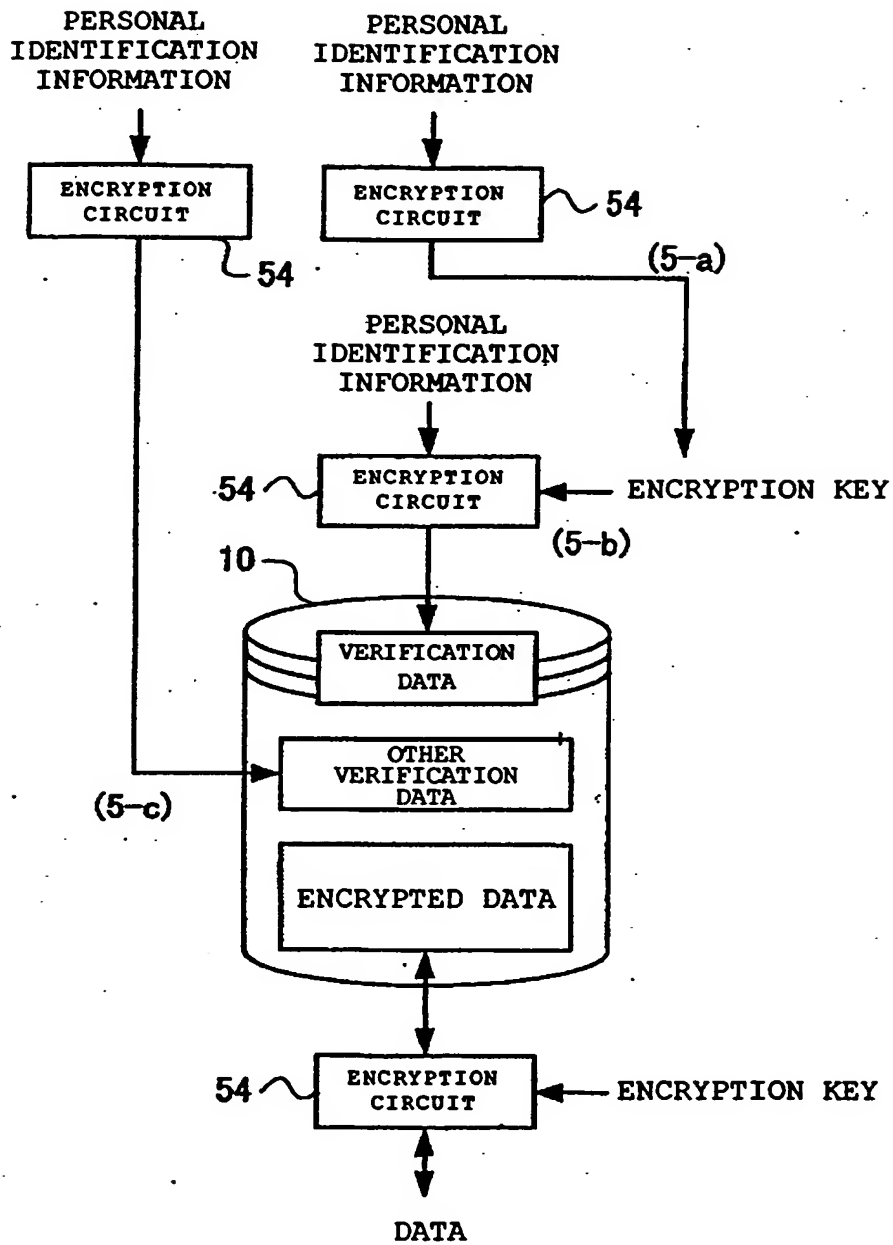 PERSONAL
IDENTIFICATION
INFORMATION
PERSONAL
IDENTIFICATION
INFORMATION
ENCRYPTION
CIRCUIT
54
ENCRYPTION
CIRCUIT
54
(5-a)
PERSONAL
IDENTIFICATION
INFORMATION
54
ENCRYPTION
CIRCUIT
ENCRYPTION KEY
(5-b)
10
VERIFICATION
DATA
OTHER
VERIFICATION
DATA
(5-c)
ENCRYPTED DATA
54
ENCRYPTION
CIRCUIT
ENCRYPTION KEY
DATA